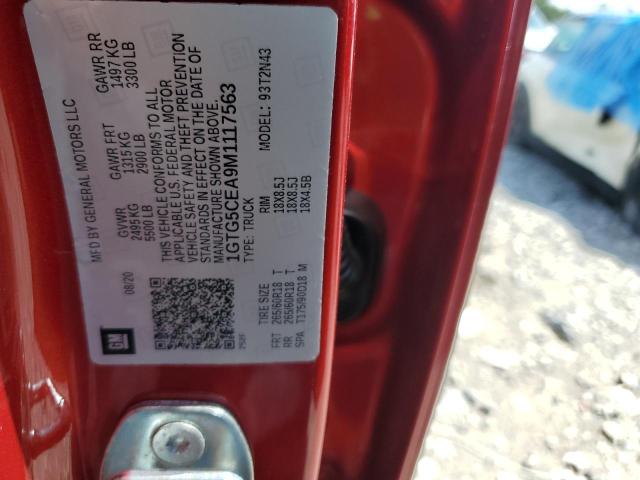 MFD BY GENERAL MOTORS LLC
08/20
GM
GVWR
2495 KG
5500 LB
GAWR FRT
1315 KG
2900 LB
GAWR RR
1497 KG
3300 LB
THIS VEHICLE CONFORMS TO ALL
APPLICABLE U.S. FEDERAL MOTOR
VEHICLE SAFETY AND THEFT PREVENTION
STANDARDS IN EFFECT ON THE DATE OF
MANUFACTURE SHOWN ABOVE.
1GTG5CEA9M1117563
TYPE: TRUCK
MODEL: 93T2N43
TIRE SIZE RIM
FRT 265/60R18 T 18X8.5J
RR 265/60R18 T 18X8.5J
SPA T175/90D18 M 18X4.5B